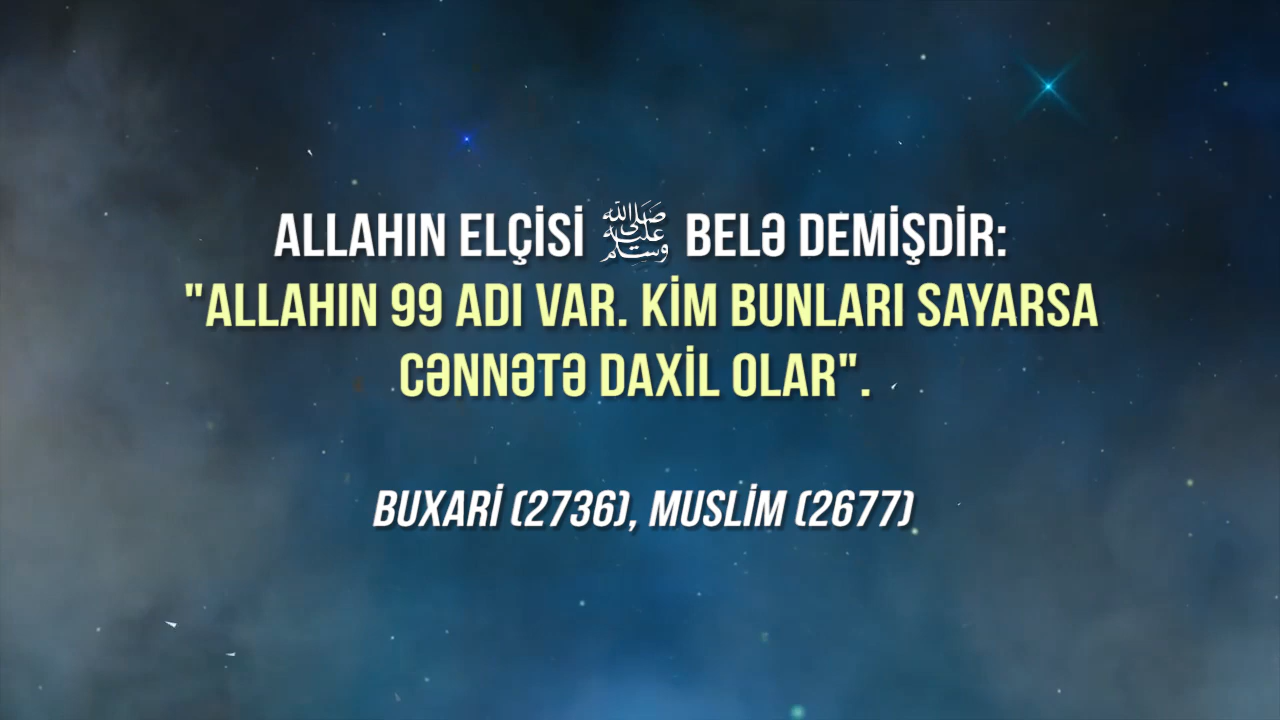 ALLAHIN ELÇİSİ ﷺ BELƏ DEMİŞDİR:
"ALLAHIN 99 ADI VAR. KİM BUNLARI SAYARSA
CƏNNƏTƏ DAXİL OLAR".
BUXARİ (2736), MUSLİM (2677)